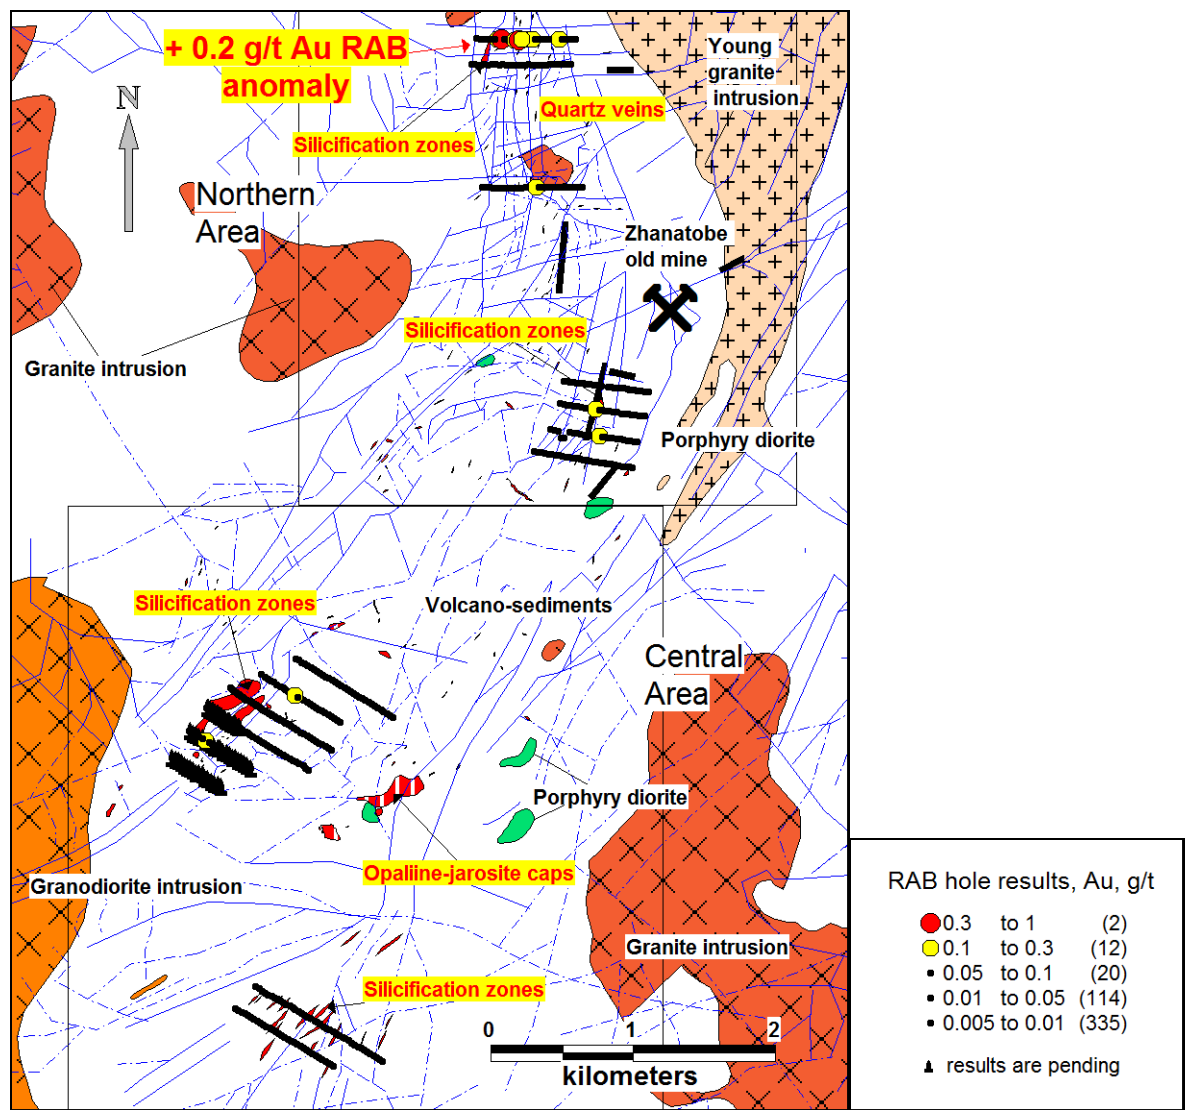 + 0.2 g/t Au RAB
anomaly
Young
granite
intrusion
N
Quartz veins
Silicification zones
Northern
Area
Zhanatobe
old mine
Silicification zones
Granite intrusion
Porphyry diorite
Silicification zones
Volcano-sediments
Central
Area
Porphyry diorite
Opaliine-jarosite caps
Granodiorite intrusion
Granite intrusion
Silicification zones
0 1 2
kilometers
RAB hole results, Au, g/t
0.3 to 1 (2)
0.1 to 0.3 (12)
0.05 to 0.1 (20)
0.01 to 0.05 (114)
0.005 to 0.01 (335)
results are pending